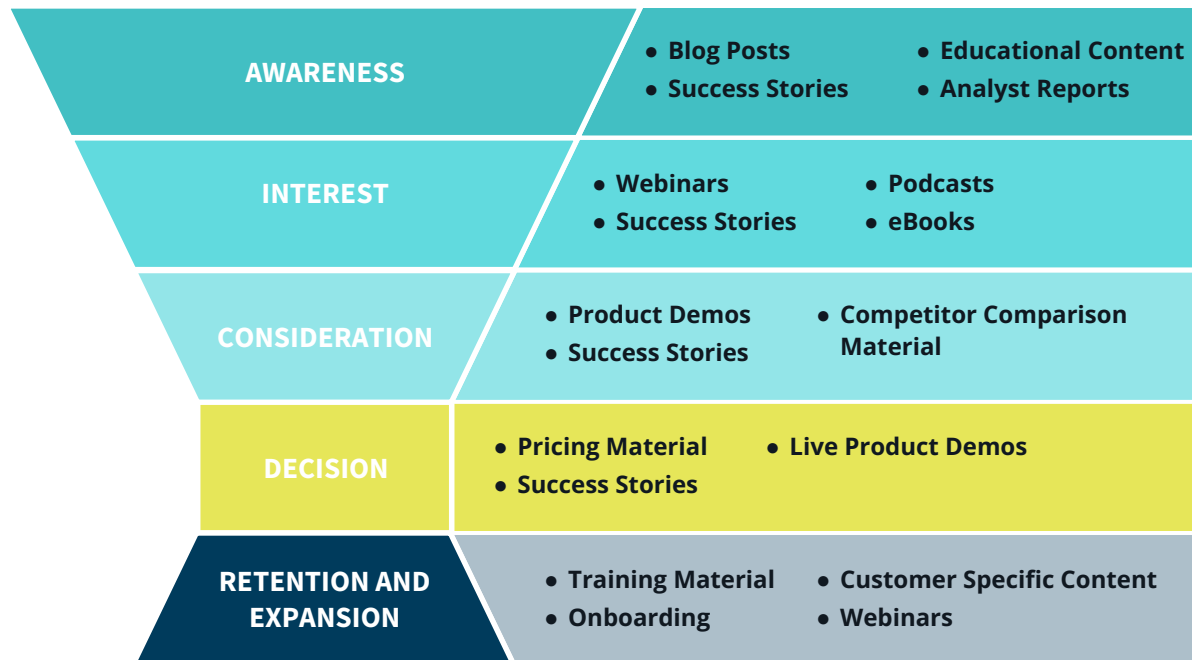 AWARENESS
• Blog Posts
• Success Stories
• Educational Content
• Analyst Reports
INTEREST
• Webinars
• Success Stories
• Podcasts
• eBooks
CONSIDERATION
• Product Demos
• Success Stories
• Competitor Comparison
Material
DECISION
• Pricing Material
• Success Stories
• Live Product Demos
RETENTION AND
EXPANSION
• Training Material
• Onboarding
• Customer Specific Content
• Webinars